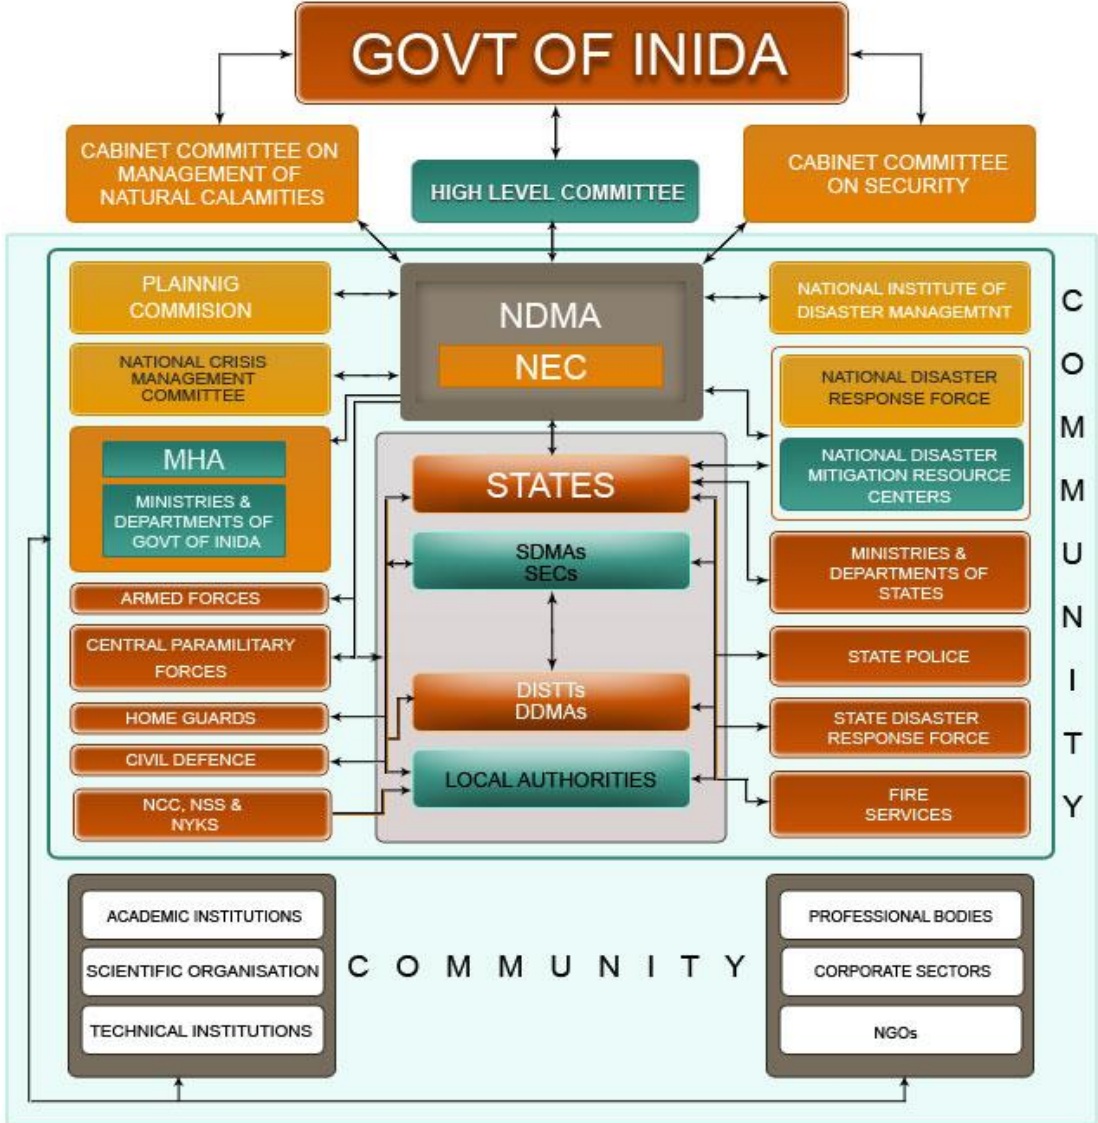 GOVT OF INIDA
CABINET COMMITTEE ON
MANAGEMENT OF
NATURAL CALAMITIES
HIGH LEVEL COMMITTEE
CABINET COMMITTEE
ON SECURITY
PLAINNIG
COMMISION
NATIONAL CRISIS
MANAGEMENT
COMMITTEE
MHA
MINISTRIES &
DEPARTMENTS OF
GOVT OF INIDA
ARMED FORCES
CENTRAL PARAMILITARY
FORCES
HOME GUARDS
CIVIL DEFENCE
NCC, NSS &
NYKS
NDMA
NEC
STATES
SDMAs
SECs
DISTTs
DDMAs
LOCAL AUTHORITIES
NATIONAL INSTITUTE OF
DISASTER MANAGEMTNT
NATIONAL DISASTER
RESPONSE FORCE
NATIONAL DISASTER
MITIGATION RESOURCE
CENTERS
MINISTRIES &
DEPARTMENTS OF
STATES
STATE POLICE
STATE DISASTER
RESPONSE FORCE
FIRE
SERVICES
COMMUNITY
ACADEMIC INSTITUTIONS
SCIENTIFIC ORGANISATION
TECHNICAL INSTITUTIONS
COMMUNITY
PROFESSIONAL BODIES
CORPORATE SECTORS
NGOs